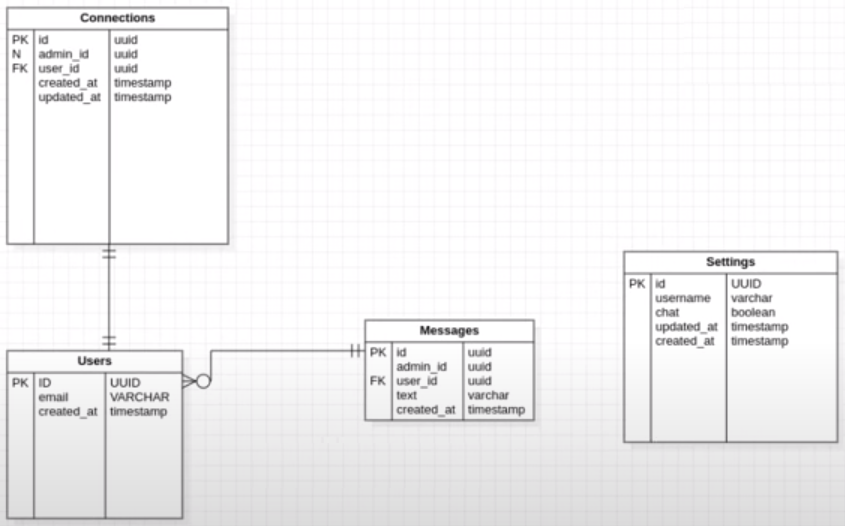 Connections
PK id uuid
N admin_id uuid
FK user_id uuid
created_at timestamp
updated_at timestamp
Settings
PK id UUID
username varchar
chat boolean
updated_at timestamp
created_at timestamp
Messages
PK id uuid
admin_id uuid
FK user_id uuid
text varchar
created_at timestamp
Users
PK ID UUID
email VARCHAR
created_at timestamp